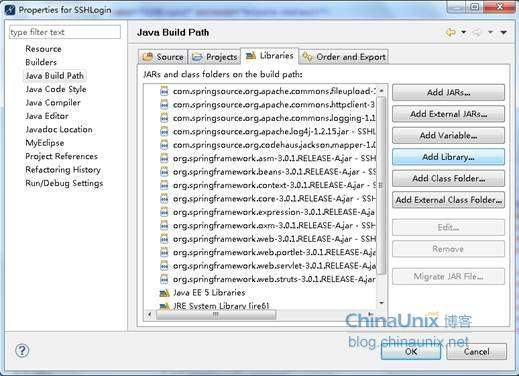 Properties for SSHLogin
type filter text
Resource
Builders
Java Build Path
Java Code Style
Java Compiler
Java Editor
Javadoc Location
MyEclipse
Project References
Refactoring History
Run/Debug Settings
Java Build Path
Source
Projects
Libraries
Order and Export
JARs and class folders on the build path:
com.springsource.org.apache.commons.fileupload-1
com.springsource.org.apache.commons.httpclient-3
com.springsource.org.apache.commons.logging-1.1
com.springsource.org.apache.log4j-1.2.15.jar - SSHL
com.springsource.org.codehaus.jackson.mapper-1.0
org.springframework.asm-3.0.1.RELEASE-A.jar - SSH
org.springframework.beans-3.0.1.RELEASE-A.jar - S
org.springframework.context-3.0.1.RELEASE-A.jar -
org.springframework.core-3.0.1.RELEASE-A.jar - SSH
org.springframework.expression-3.0.1.RELEASE-A.jar
org.springframework.oxm-3.0.1.RELEASE-A.jar - SSH
org.springframework.web-3.0.1.RELEASE-A.jar - SSH
org.springframework.web.portlet-3.0.1.RELEASE-A.ja
org.springframework.web.servlet-3.0.1.RELEASE-A.ja
org.springframework.web.struts-3.0.1.RELEASE-A.jar
Java EE 5 Libraries
JRE System Library [jre6]
Add JARs...
Add External JARs...
Add Variable...
Add Library...
Add Class Folder...
Add External Class Folder...
Edit...
Remove
Migrate JAR File...
ChinaUnix 博客
blog.chinaunix.net
OK
Cancel